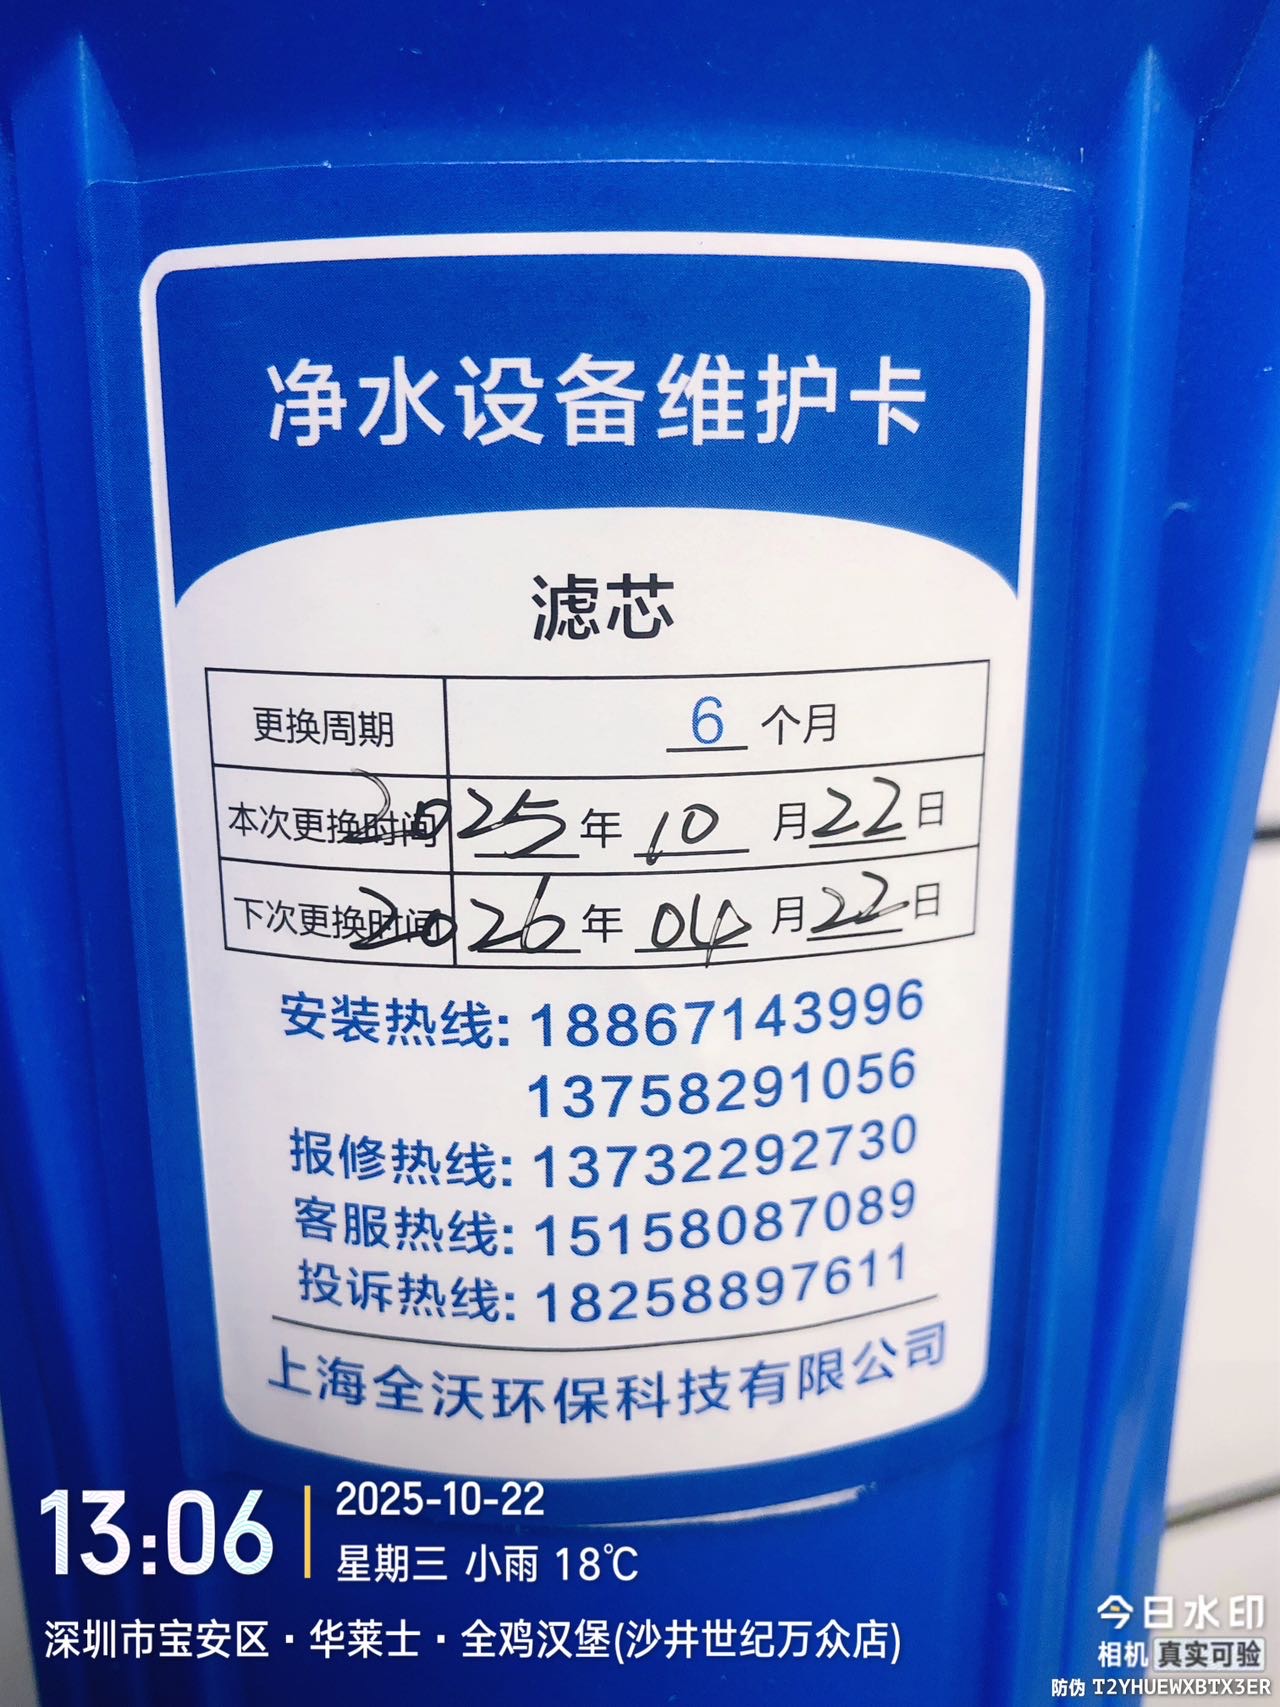 净水设备维护卡
滤芯
更换周期 6 个月
本次更换时间 2025 年 10 月 22 日
下次更换时间 2026 年 04 月 22 日
安装热线: 18867143996
13758291056
报修热线: 13732292730
客服热线: 15158087089
投诉热线: 18258897611
上海全沃环保科技有限公司
13:06
2025-10-22
星期三 小雨 18℃
深圳市宝安区·华莱士·全鸡汉堡(沙井世纪万众店)
今日水印
相机 真实可验
防伪 T2YHUEWXBTX3ER